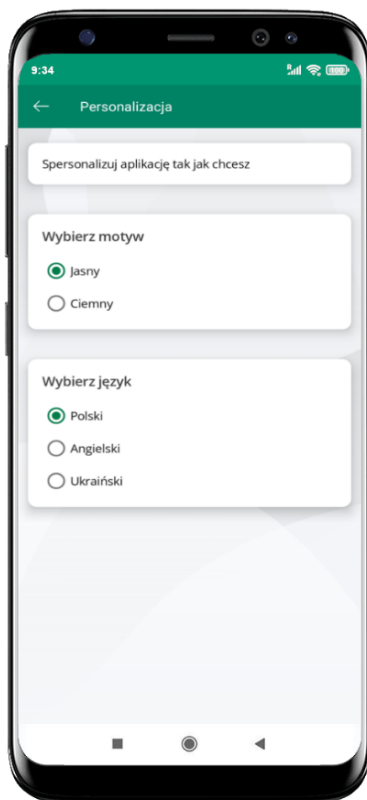 9:34
Personalizacja
Spersonalizuj aplikację tak jak chcesz
Wybierz motyw
Jasny
Ciemny
Wybierz język
Polski
Angielski
Ukraiński